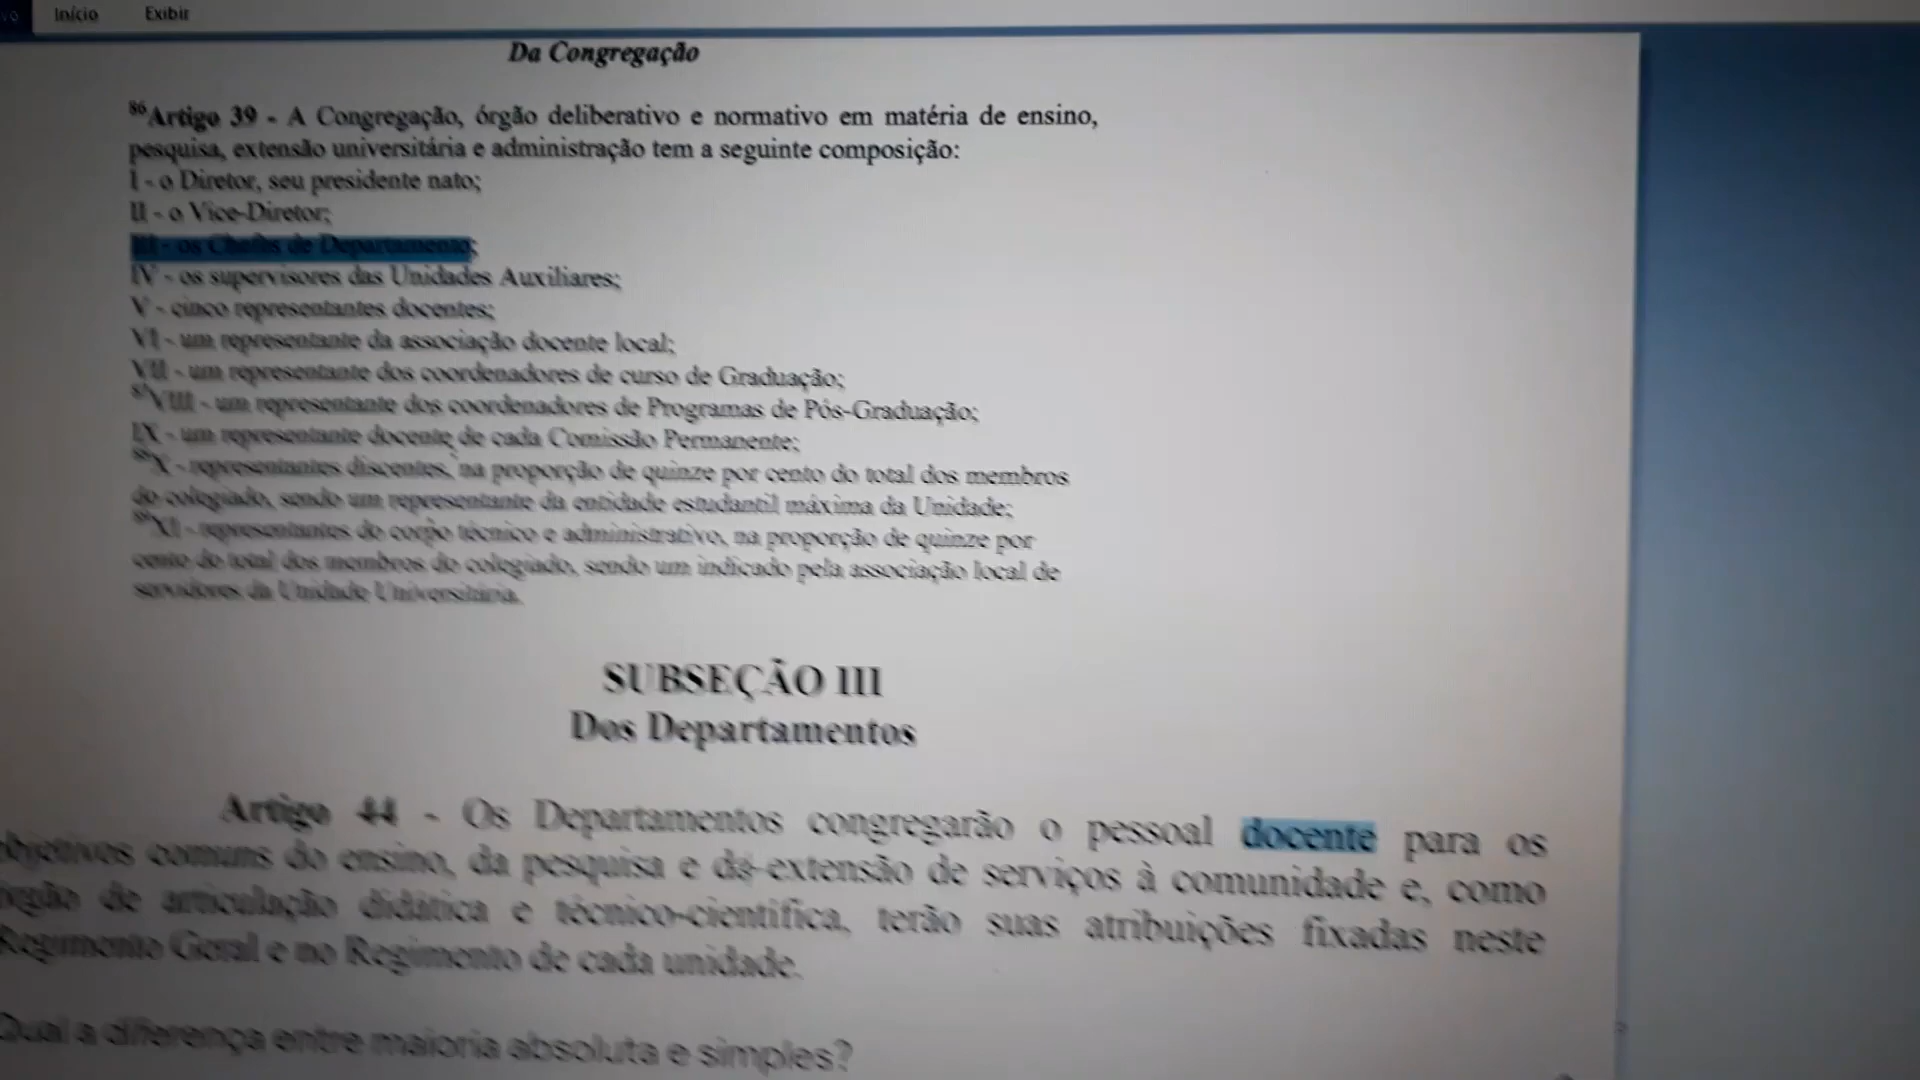 vo Início Exibir
Da Congregação
86Artigo 39 - A Congregação, órgão deliberativo e normativo em matéria de ensino,
pesquisa, extensão universitária e administração tem a seguinte composição:
I - o Diretor, seu presidente nato;
II - o Vice-Diretor;
III - os Chefes de Departamento;
IV - os supervisores das Unidades Auxiliares;
V - cinco representantes docentes;
VI - um representante da associação docente local;
VII - um representante dos coordenadores de curso de Graduação;
VIII - um representante dos coordenadores de Programas de Pós-Graduação;
IX - um representante docente de cada Comissão Permanente;
X - representantes discentes, na proporção de quinze por cento do total dos membros
do colegiado, sendo um representante da entidade estudantil máxima da Unidade;
XI - representantes do corpo técnico e administrativo, na proporção de quinze por
cento do total dos membros do colegiado, sendo um indicado pela associação local de
servidores da Unidade Universitária.
SUBSEÇÃO III
Dos Departamentos
Artigo 44 - Os Departamentos congregarão o pessoal docente para os
objetivos comuns do ensino, da pesquisa e da extensão de serviços à comunidade e, como
órgão de articulação didática e técnico-científica, terão suas atribuições fixadas neste
Regimento Geral e no Regimento de cada unidade.
Qual a diferença entre maioria absoluta e simples?